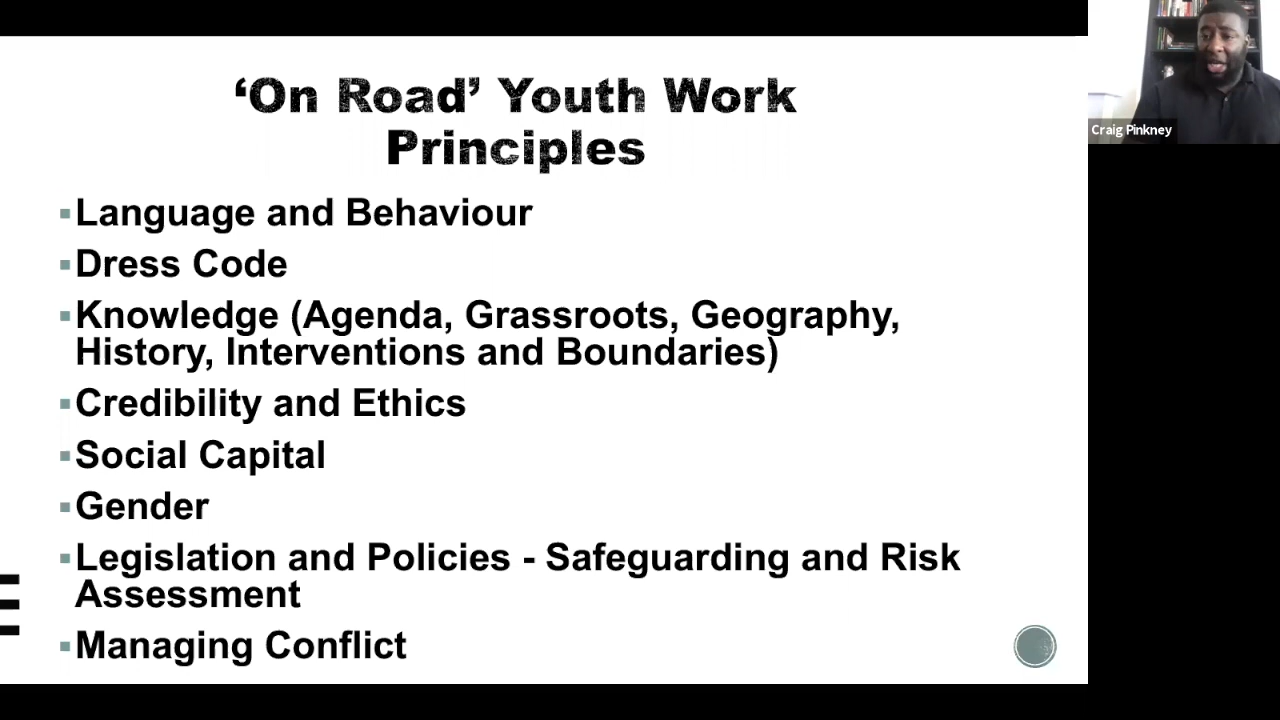 ‘On Road’ Youth Work
Principles
▪Language and Behaviour
▪Dress Code
▪Knowledge (Agenda, Grassroots, Geography,
History, Interventions and Boundaries)
▪Credibility and Ethics
▪Social Capital
▪Gender
▪Legislation and Policies - Safeguarding and Risk
Assessment
▪Managing Conflict
Craig Pinkney